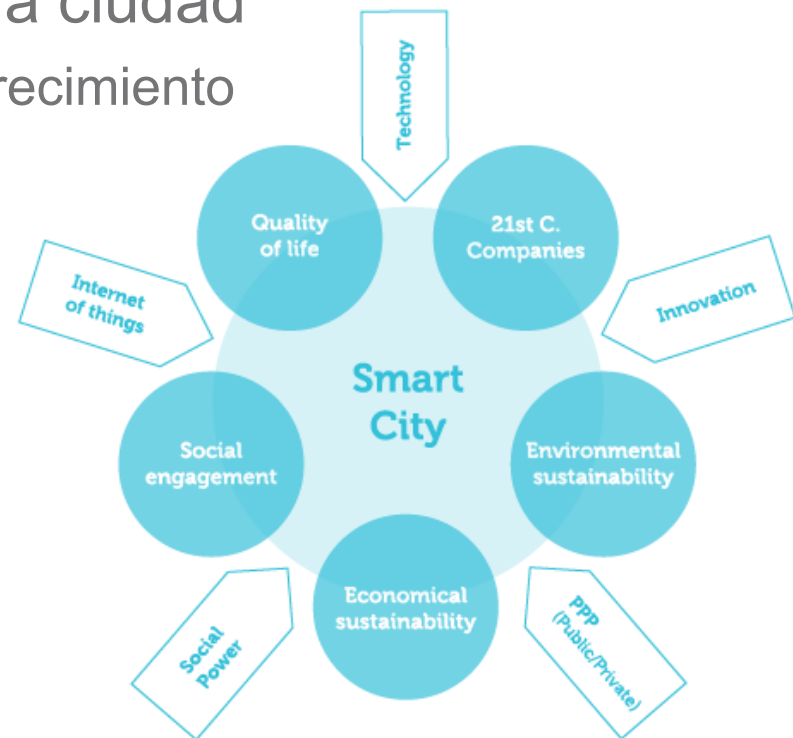 a ciudad
recimiento
Technology
Quality
of life
21st C.
Companies
Internet
of things
Innovation
Smart
City
Social
engagement
Environmental
sustainability
Economical
sustainability
Social
Power
PPP
(Public/Private)